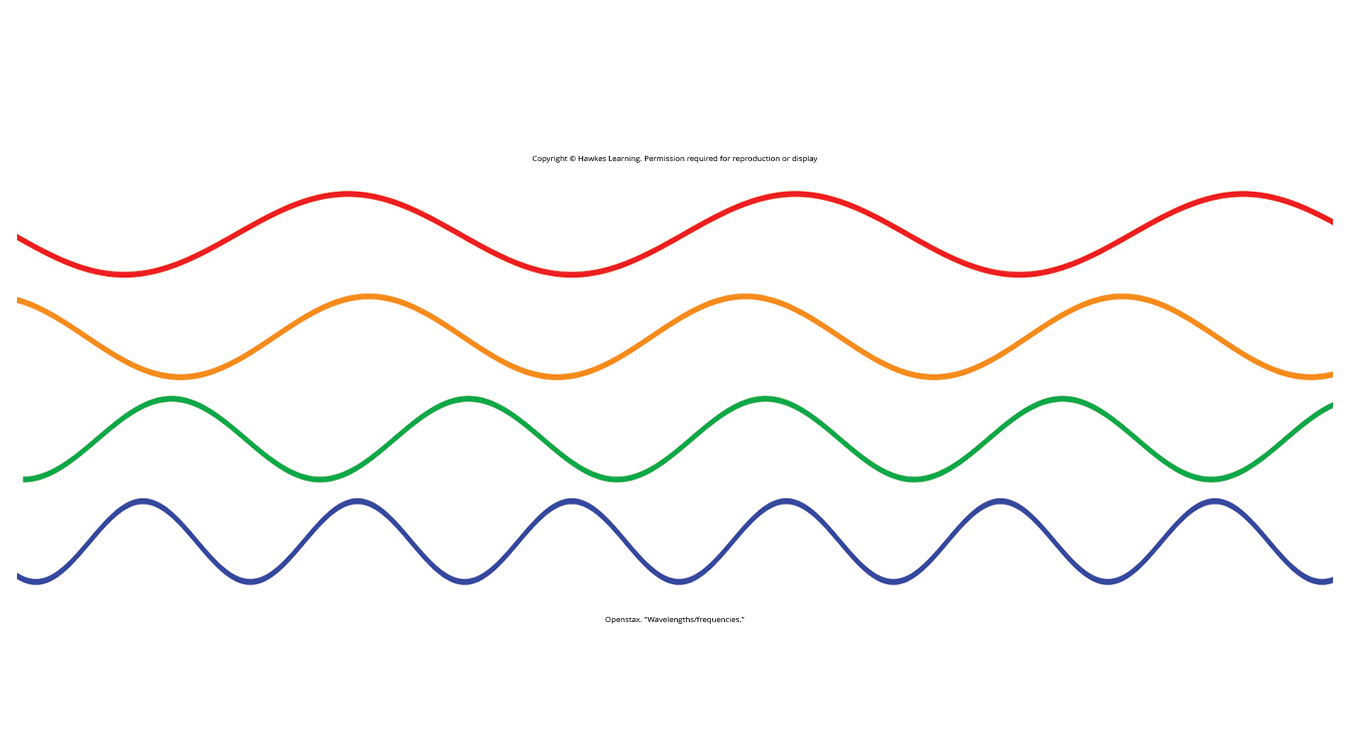 Copyright © Hawkes Learning. Permission required for reproduction or display
Openstax. "Wavelengths/frequencies."